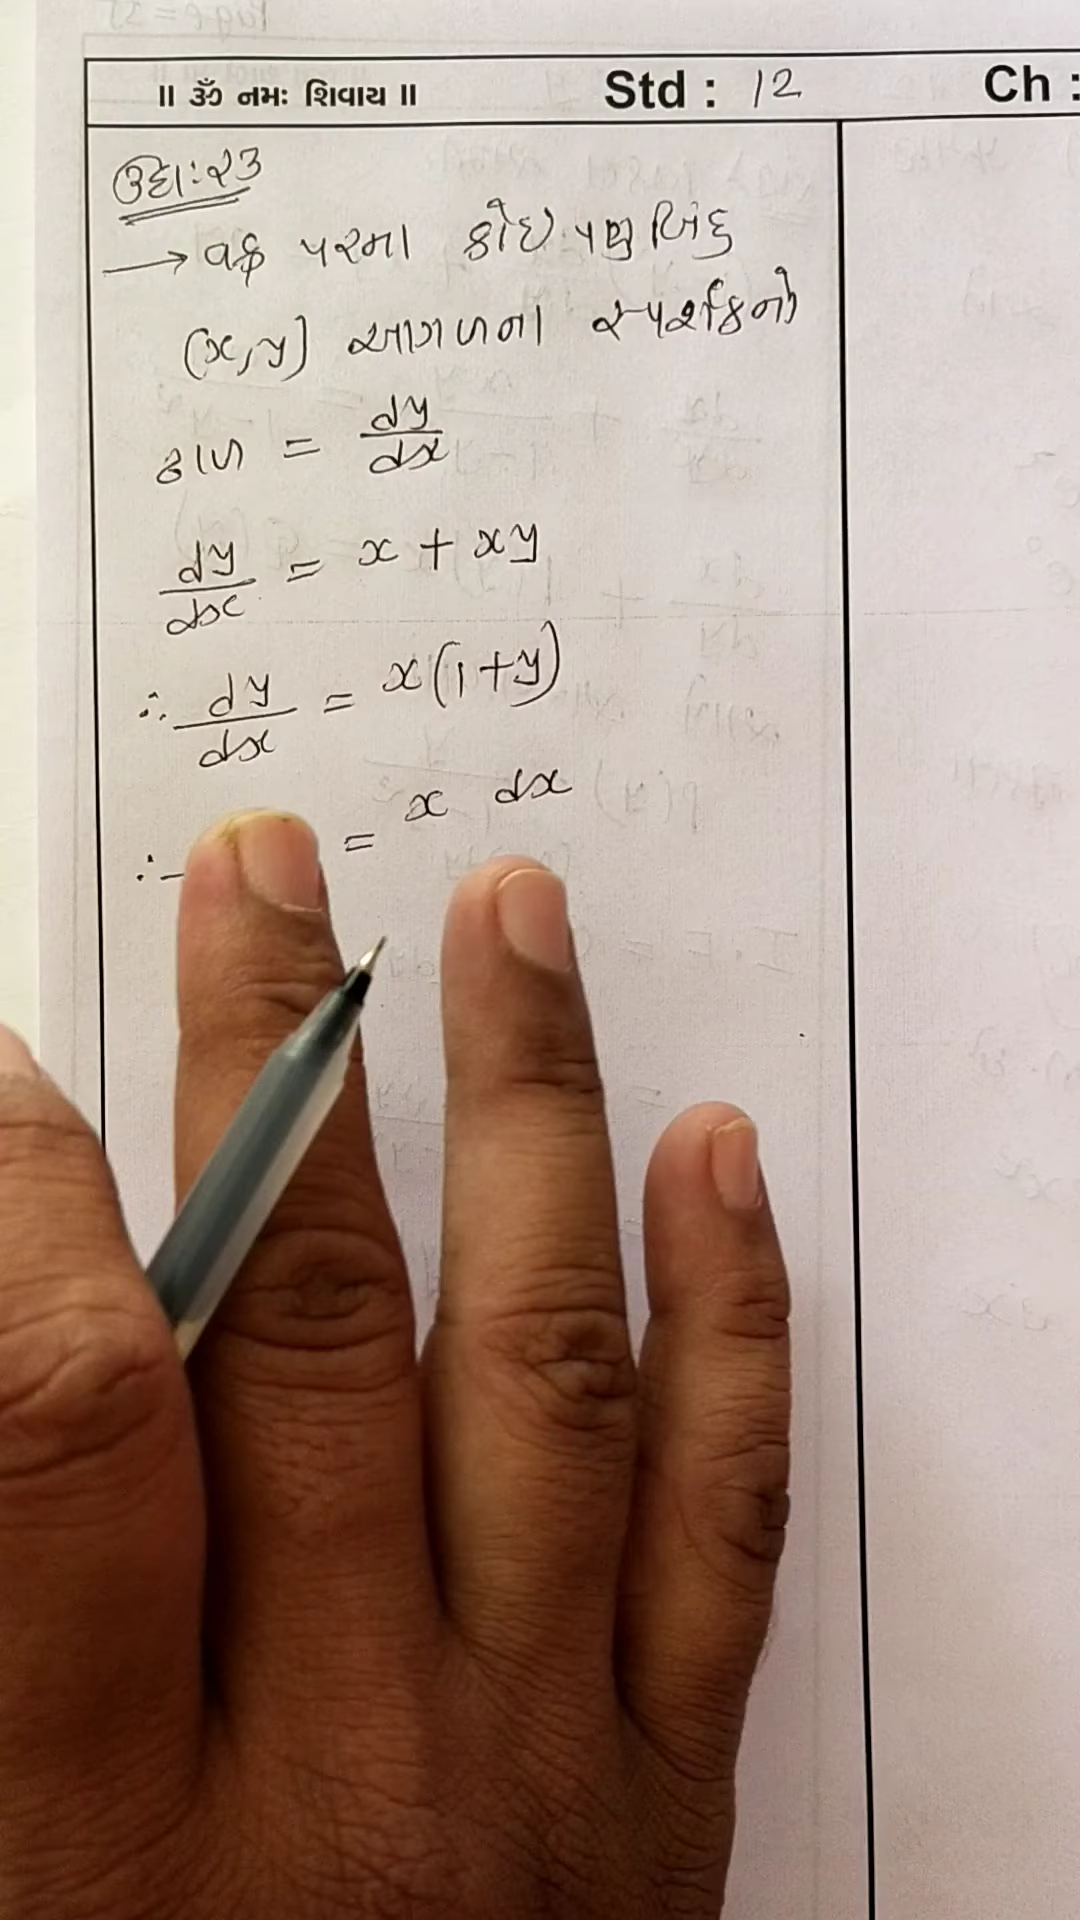 ॥ ૐ નમઃ શિવાય ॥ Std : 12 Ch :
ઉદા:૨૩
→ વક્ર પરના કોઇ પણ બિંદુ
(x,y) આગળના સ્પર્શકનો
ઢાળ = dy/dx
dy/dx = x + xy
∴ dy/dx = x(1+y)
∴ = x dx